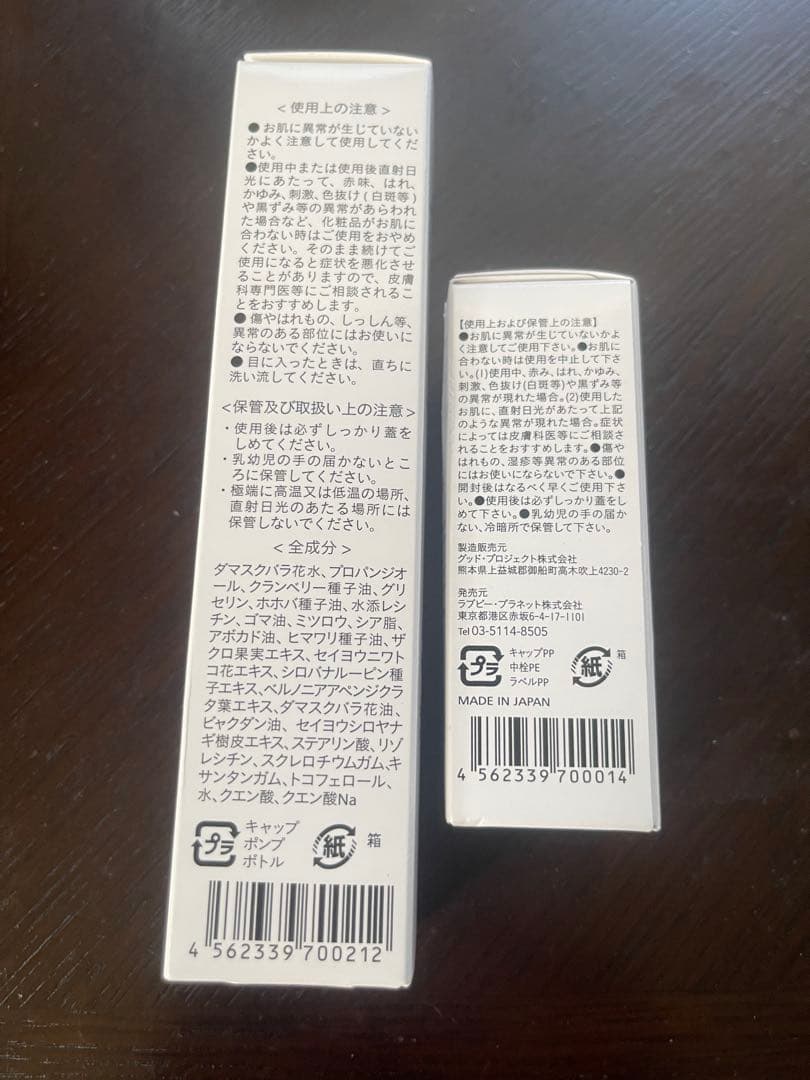 ＜使用上の注意＞
●お肌に異常が生じていない
かよく注意して使用してくだ
さい。
●使用中または使用後直射日
光にあたって、赤味、はれ、
かゆみ、刺激、色抜け(白斑等)
や黒ずみ等の異常があらわれ
た場合など、化粧品がお肌に
合わない時はご使用をおやめ
ください。そのまま続けてご
使用になると症状を悪化させ
ることがありますので、皮膚
科専門医等にご相談されるこ
とをおすすめします。
●傷やはれもの、しっしん等、
異常のある部位にはお使いに
ならないでください。
●目に入ったときは、直ちに
洗い流してください。
＜保管及び取扱い上の注意＞
・使用後は必ずしっかり蓋を
しめてください。
・乳幼児の手の届かないとこ
ろに保管してください。
・極端に高温又は低温の場所、
直射日光のあたる場所には
保管しないでください。
＜全成分＞
ダマスクバラ花水、プロパンジオ
ール、クランベリー種子油、グリ
セリン、ホホバ種子油、水添レシ
チン、ゴマ油、ミツロウ、シア脂、
アボカド油、ヒマワリ種子油、ザ
クロ果実エキス、セイヨウニワト
コ花エキス、シロバナルーピン種
子エキス、ベルノニアアペンジクラ
タ葉エキス、ダマスクバラ花油、
ビャクダン油、セイヨウシロヤナ
ギ樹皮エキス、ステアリン酸、リゾ
レシチン、スクレロチウムガム、キ
サンタンガム、トコフェロール、
水、クエン酸、クエン酸Na
プラ
キャップ
ポンプ
ボトル
紙
箱
4 562339 700212
【使用上および保管上の注意】
●お肌に異常が生じていないかよ
く注意してご使用下さい。●お肌に
合わない時は使用を中止して下さ
い。(1)使用中、赤み、はれ、かゆみ、
刺激、色抜け(白斑等)や黒ずみ等
の異常が現れた場合。(2)使用した
お肌に、直射日光があたって上記
のような異常が現れた場合。症状
によっては皮膚科医等にご相談さ
れることをおすすめします。●傷や
はれもの、湿疹等異常のある部位
にはお使いにならないで下さい。●
開封後はなるべく早くご使用下さ
い。●使用後は必ずしっかり蓋をし
めて下さい。●乳幼児の手の届か
ない、冷暗所で保管して下さい。
製造販売元
グッド・プロジェクト株式会社
熊本県上益城郡御船町高木吹上4230-2
発売元
ラブピー・プラネット株式会社
東京都港区赤坂6-4-17-1101
Tel 03-5114-8505
プラ
キャップPP
中栓PE
ラベルPP
紙
箱
MADE IN JAPAN
4 562339 700014